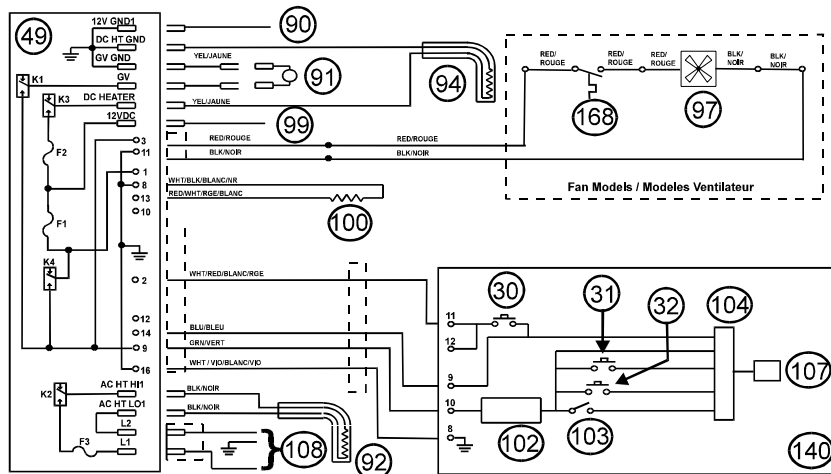 49
12V GND1
DC HT GND
GV GND
GV
K1
K3
DC HEATER
12VDC
3
11
F2
1
8
13
10
F1
K4
2
12
14
9
16
AC HT HI1
K2
AC HT LO1
L2
F3
L1
90
YEL/JAUNE
91
94
YEL/JAUNE
99
RED/ROUGE
RED/ROUGE
BLK/NOIR
BLK/NOIR
WHT/BLK/BLANC/NR
RED/WHT/RGE/BLANC
100
WHT/RED/BLANC/RGE
BLU/BLEU
GRN/VERT
WHT / VIO/BLANC/VIO
BLK/NOIR
BLK/NOIR
108
92
RED/
ROUGE
RED/
ROUGE
RED/
ROUGE
BLK/
NOIR
BLK/
NOIR
168
97
Fan Models / Modeles Ventilateur
30
31
32
104
11
12
9
10
8
102
103
107
140